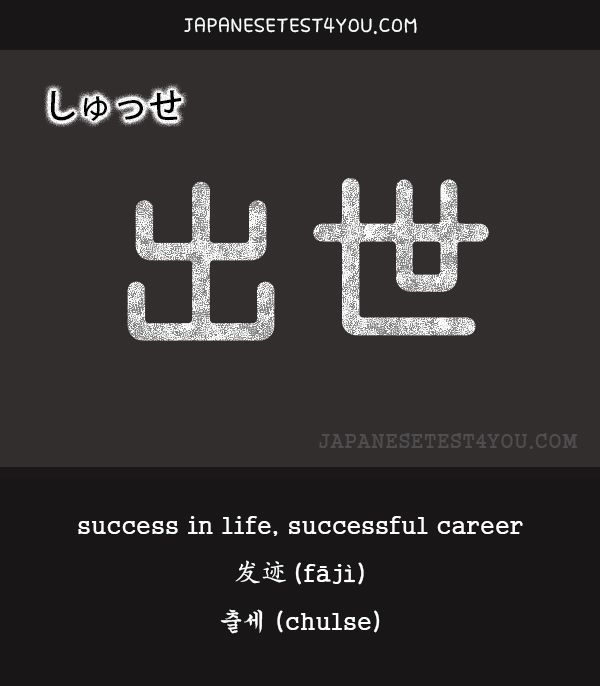 JAPANESETEST4YOU.COM
しゅっせ
出世
JAPANESETEST4YOU.COM
success in life, successful career
发迹 (fājì)
출세 (chulse)